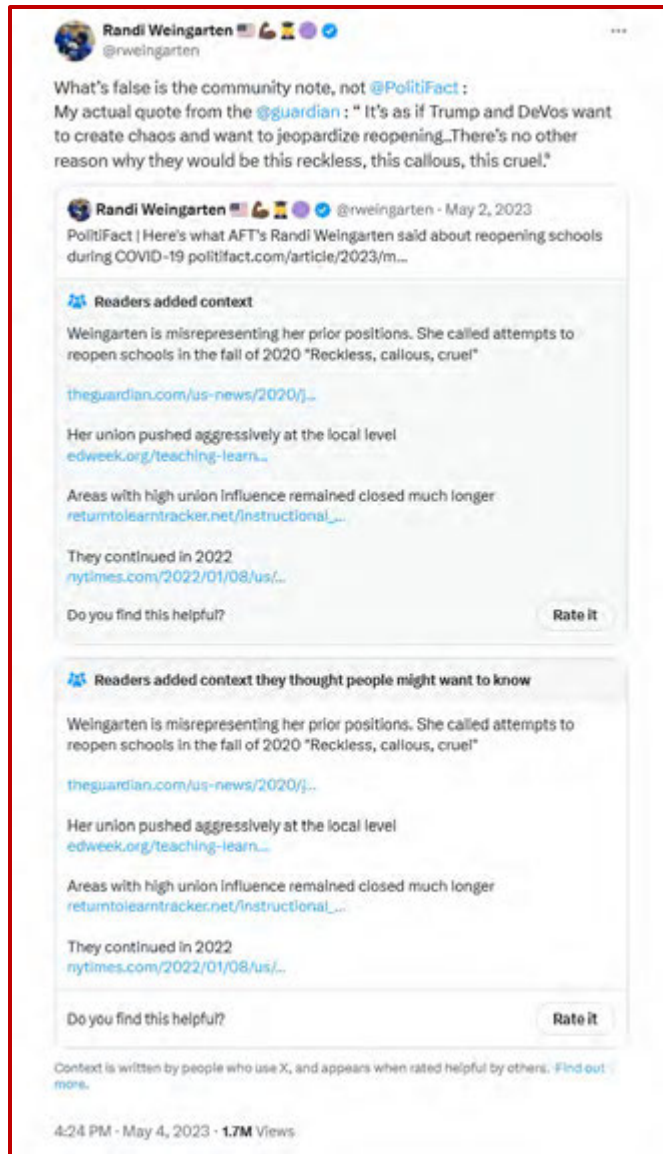 Randi Weingarten 🇺🇸💪🏾👩‍🎓🟣
@rweingarten
What's false is the community note, not @PolitiFact :
My actual quote from the @guardian : " It's as if Trump and DeVos want
to create chaos and want to jeopardize reopening...There's no other
reason why they would be this reckless, this callous, this cruel."
Randi Weingarten 🇺🇸💪🏾👩‍🎓🟣 @rweingarten · May 2, 2023
PolitiFact | Here's what AFT's Randi Weingarten said about reopening schools
during COVID-19 politifact.com/article/2023/m...
Readers added context
Weingarten is misrepresenting her prior positions. She called attempts to
reopen schools in the fall of 2020 "Reckless, callous, cruel"
theguardian.com/us-news/2020/j...
Her union pushed aggressively at the local level
edweek.org/teaching-learn...
Areas with high union influence remained closed much longer
returntolearntracker.net/instructional_...
They continued in 2022
nytimes.com/2022/01/08/us/...
Do you find this helpful?
Rate it
Readers added context they thought people might want to know
Weingarten is misrepresenting her prior positions. She called attempts to
reopen schools in the fall of 2020 "Reckless, callous, cruel"
theguardian.com/us-news/2020/j...
Her union pushed aggressively at the local level
edweek.org/teaching-learn...
Areas with high union influence remained closed much longer
returntolearntracker.net/instructional_...
They continued in 2022
nytimes.com/2022/01/08/us/...
Do you find this helpful?
Rate it
Context is written by people who use X, and appears when rated helpful by others. Find out
more.
4:24 PM · May 4, 2023 · 1.7M Views